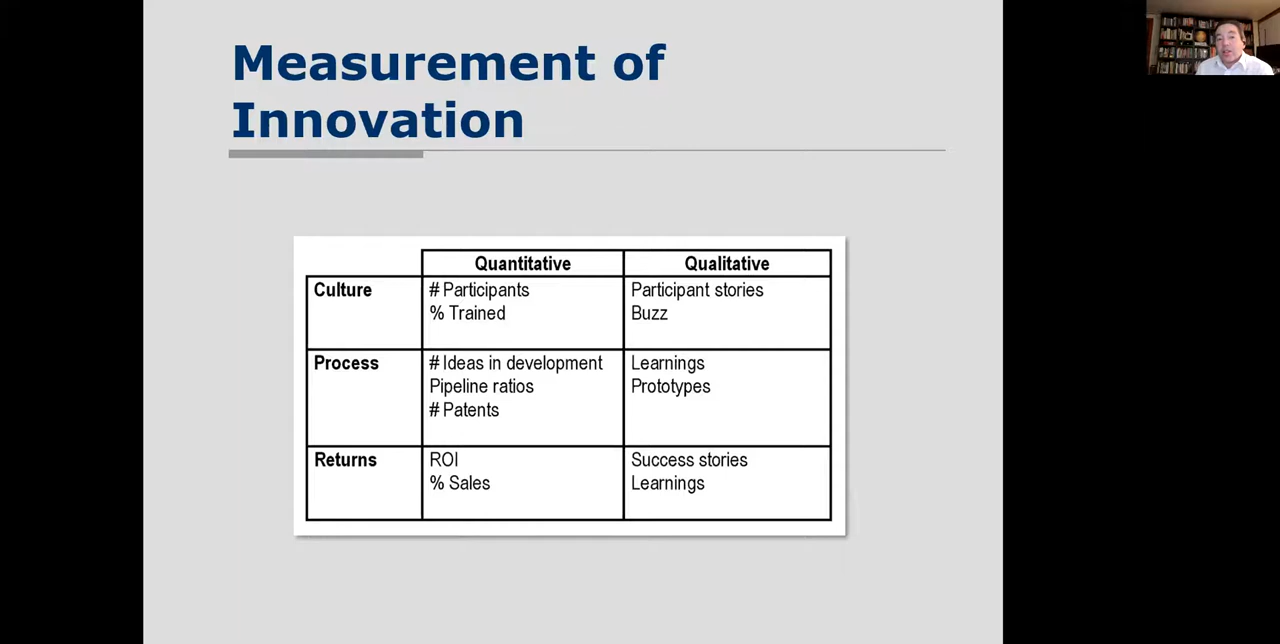 Measurement of
Innovation
Quantitative Qualitative
Culture # Participants Participant stories
% Trained Buzz
Process # Ideas in development Learnings
Pipeline ratios Prototypes
# Patents
Returns ROI Success stories
% Sales Learnings